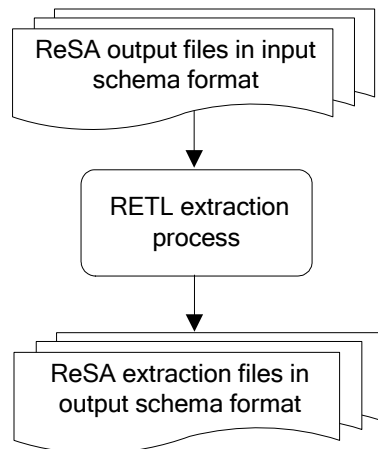 ReSA output files in input
schema format
RETL extraction
process
ReSA extraction files in
output schema format